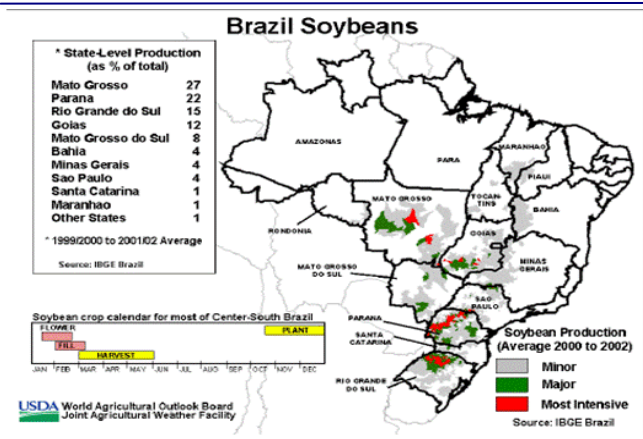 Brazil Soybeans
* State-Level Production
(as % of total)
Mato Grosso 27
Parana 22
Rio Grande do Sul 15
Goias 12
Mato Grosso do Sul 8
Bahia 4
Minas Gerais 4
Sao Paulo 4
Santa Catarina 1
Maranhao 1
Other States 1
* 1999/2000 to 2001/02 Average
Source: IBGE Brazil
AMAZONAS
PARA
MARANHAO
PIAUI
TOCAN-
TINS
BAHIA
MATO GROSSO
RONDONIA
GOIAS
MATO GROSSO
DO SUL
MINAS
GERAIS
SAO
PAULO
PARANA
SANTA
CATARINA
RIO GRANDE
DO SUL
Soybean crop calendar for most of Center-South Brazil
FLOWER
PLANT
FILL
HARVEST
JAN FEB MAR APR MAY JUN JUL AUG SEP OCT NOV DEC
Soybean Production
(Average 2000 to 2002)
Minor
Major
Most Intensive
Source: IBGE Brazil
USDA World Agricultural Outlook Board
Joint Agricultural Weather Facility